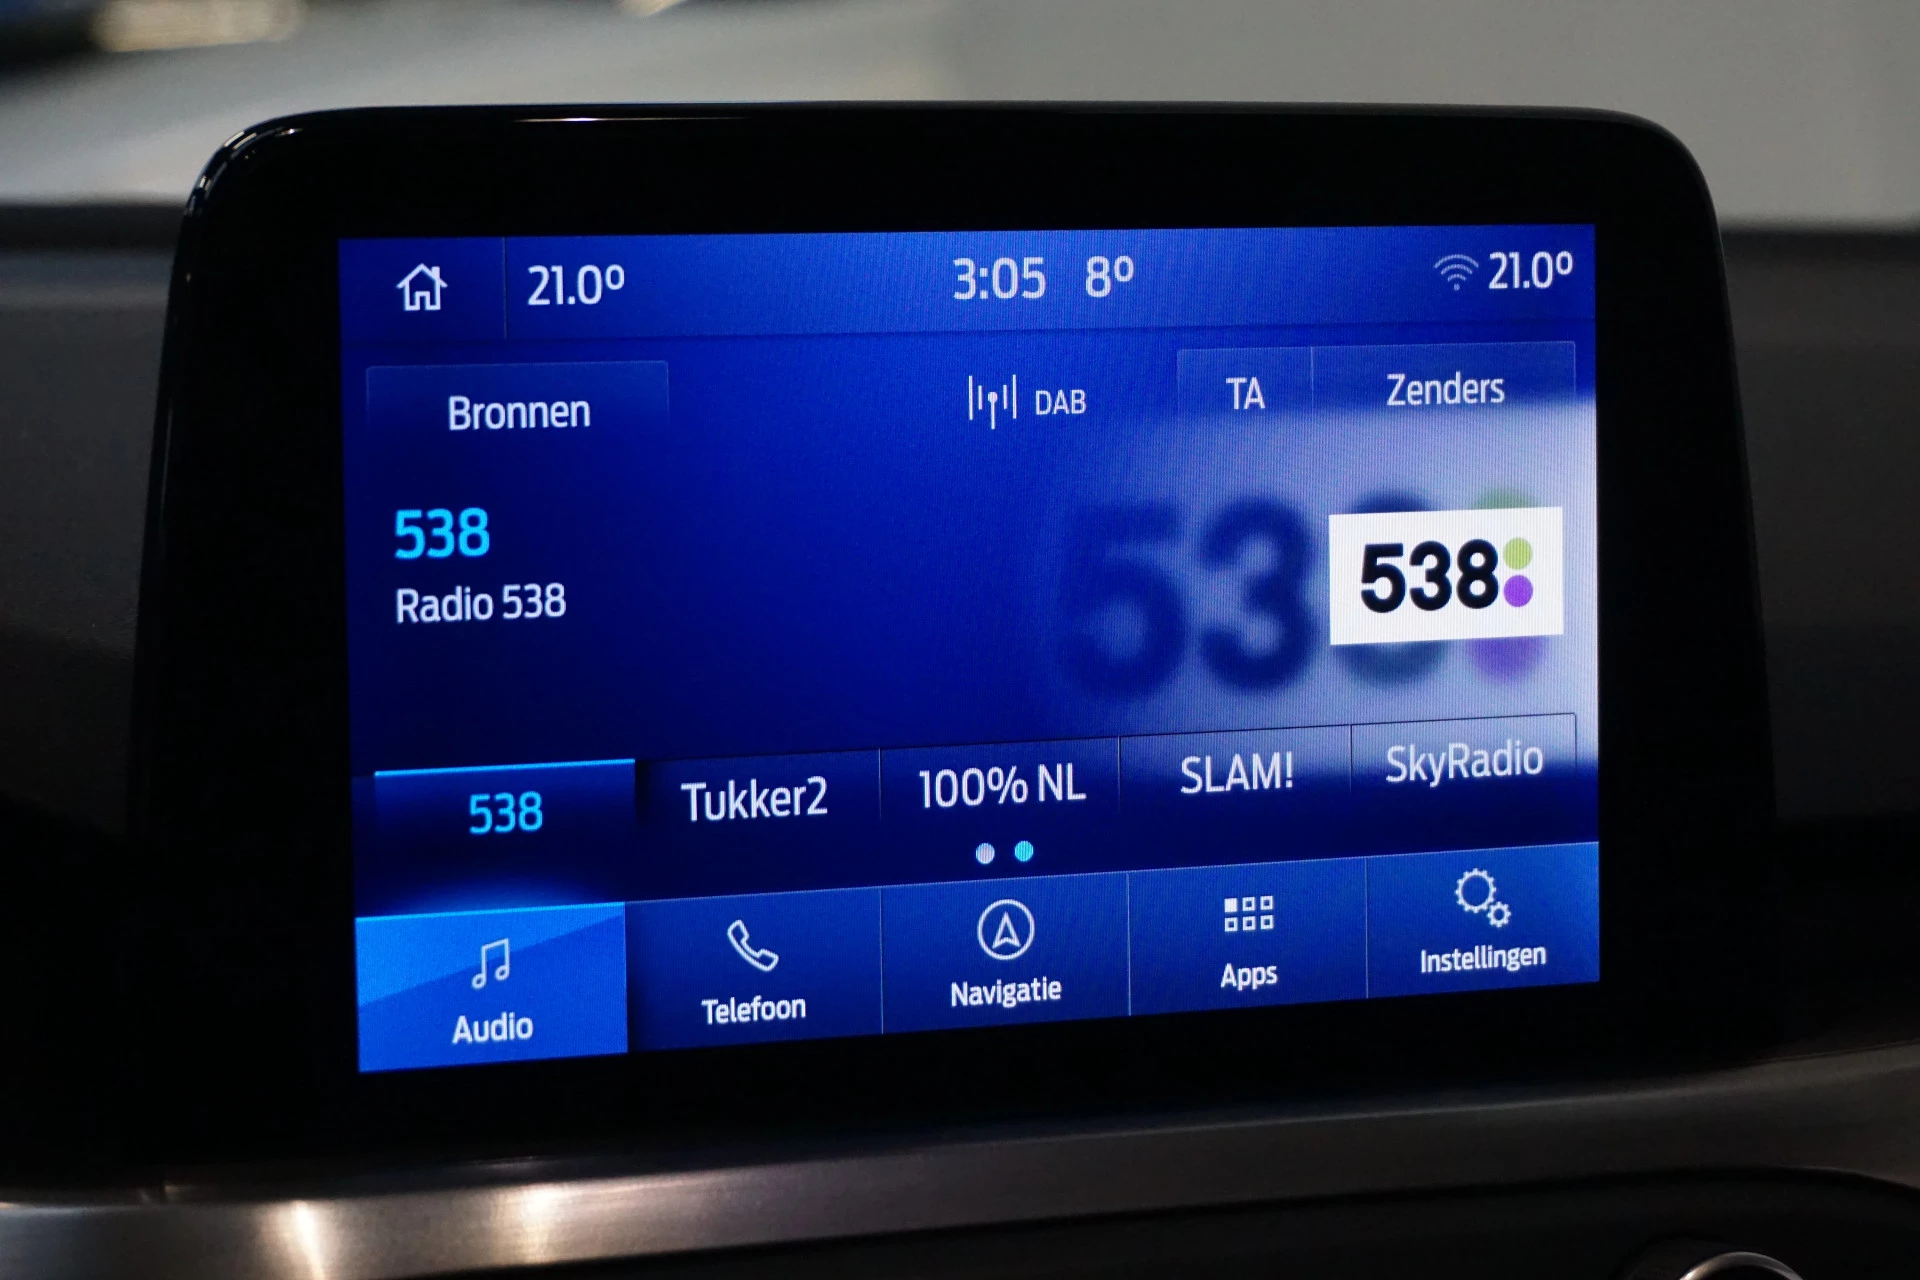 21.0º
3:05 8º
21.0º
Bronnen
DAB
TA
Zenders
538
Radio 538
538
538
538
Tukker2
100% NL
SLAM!
SkyRadio
Audio
Telefoon
Navigatie
Apps
Instellingen